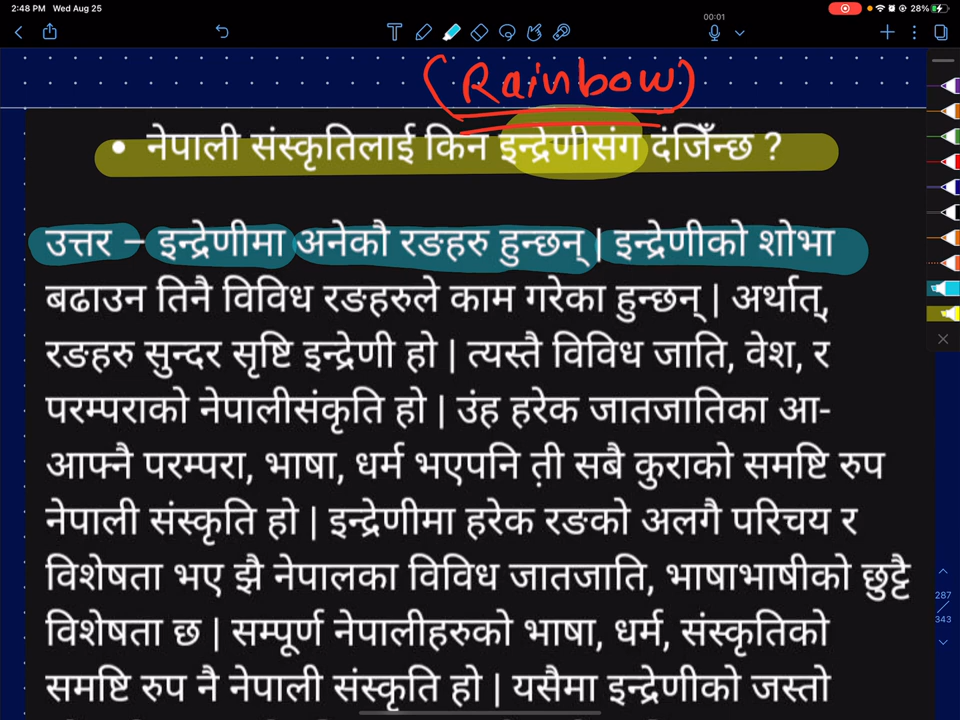 2:48 PM Wed Aug 25
28%
00:01
(Rainbow)
• नेपाली संस्कृतिलाई किन इन्द्रेणीसंग दंजिँन्छ ?
उत्तर – इन्द्रेणीमा अनेकौ रङहरु हुन्छन् | इन्द्रेणीको शोभा
बढाउन तिनै विविध रङहरुले काम गरेका हुन्छन् | अर्थात्,
रङहरु सुन्दर सृष्टि इन्द्रेणी हो | त्यस्तै विविध जाति, वेश, र
परम्पराको नेपालीसंकृति हो | उंह हरेक जातजातिका आ-
आफ्नै परम्परा, भाषा, धर्म भएपनि त़ी सबै कुराको समष्टि रुप
नेपाली संस्कृति हो | इन्द्रेणीमा हरेक रङको अलगै परिचय र
विशेषता भए झै नेपालका विविध जातजाति, भाषाभाषीको छुट्टै
विशेषता छ | सम्पूर्ण नेपालीहरुको भाषा, धर्म, संस्कृतिको
समष्टि रुप नै नेपाली संस्कृति हो | यसैमा इन्द्रेणीको जस्तो
287
343